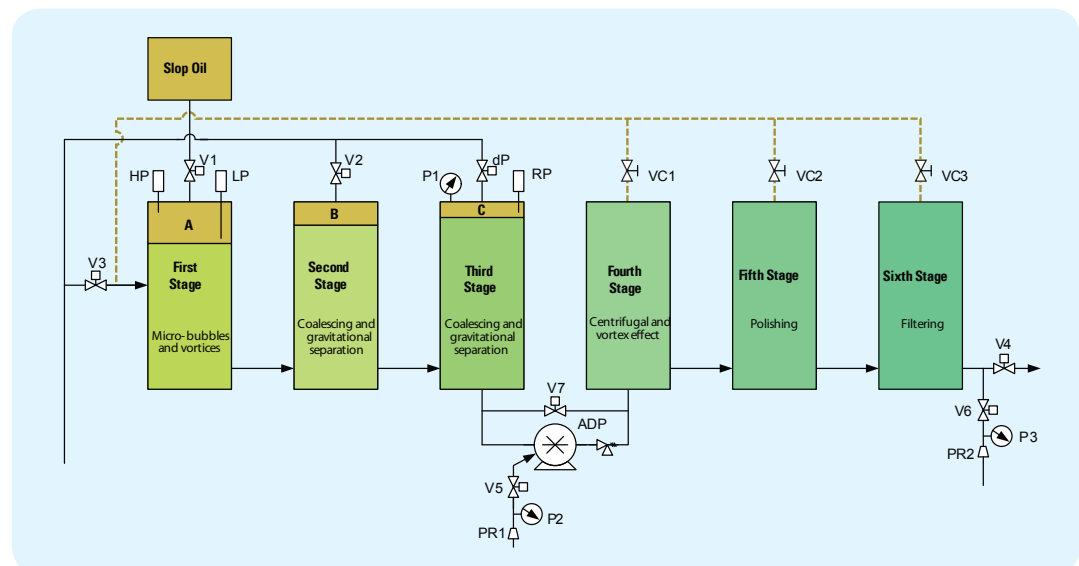 Slop Oil
V1
V2
dP
HP
LP
P1
RP
VC1
VC2
VC3
A
B
C
V3
First
Stage
Micro-bubbles
and vortices
Second
Stage
Coalescing and
gravitational
separation
Third
Stage
Coalescing and
gravitational
separation
Fourth
Stage
Centrifugal and
vortex effect
Fifth Stage
Polishing
Sixth Stage
Filtering
V4
V7
ADP
V6
P3
PR2
V5
P2
PR1